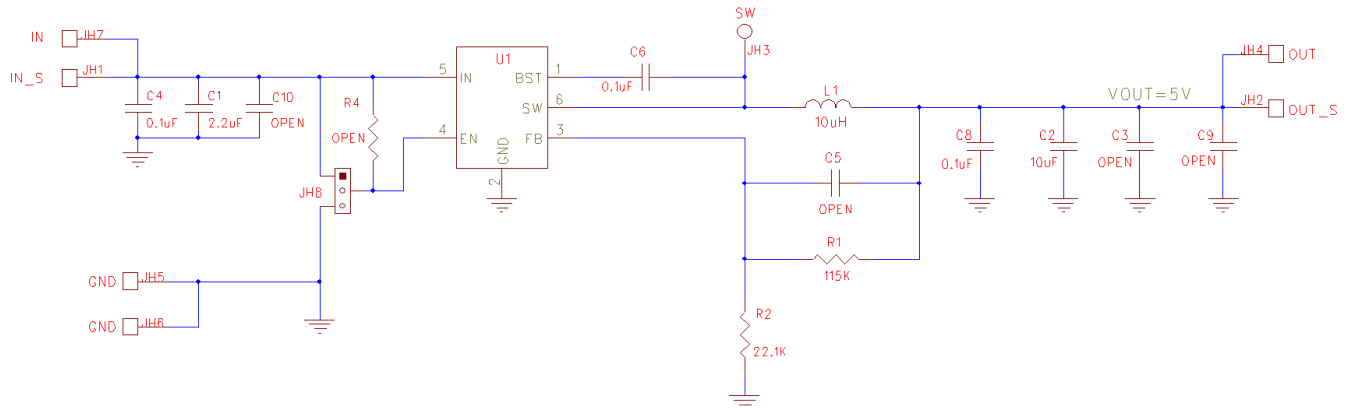 SW
IN
JH7
IN_S
JH1
C4
0.1uF
C1
2.2uF
C10
OPEN
R4
OPEN
U1
5
IN
BST
1
SW
6
4
EN
FB
3
GND
2
C6
0.1uF
JH3
L1
10uH
VOUT=5V
JH4
OUT
JH2
OUT_S
C8
0.1uF
C2
10uF
C3
OPEN
C9
OPEN
C5
OPEN
JH8
R1
115K
GND
JH5
GND
JH6
R2
22.1K